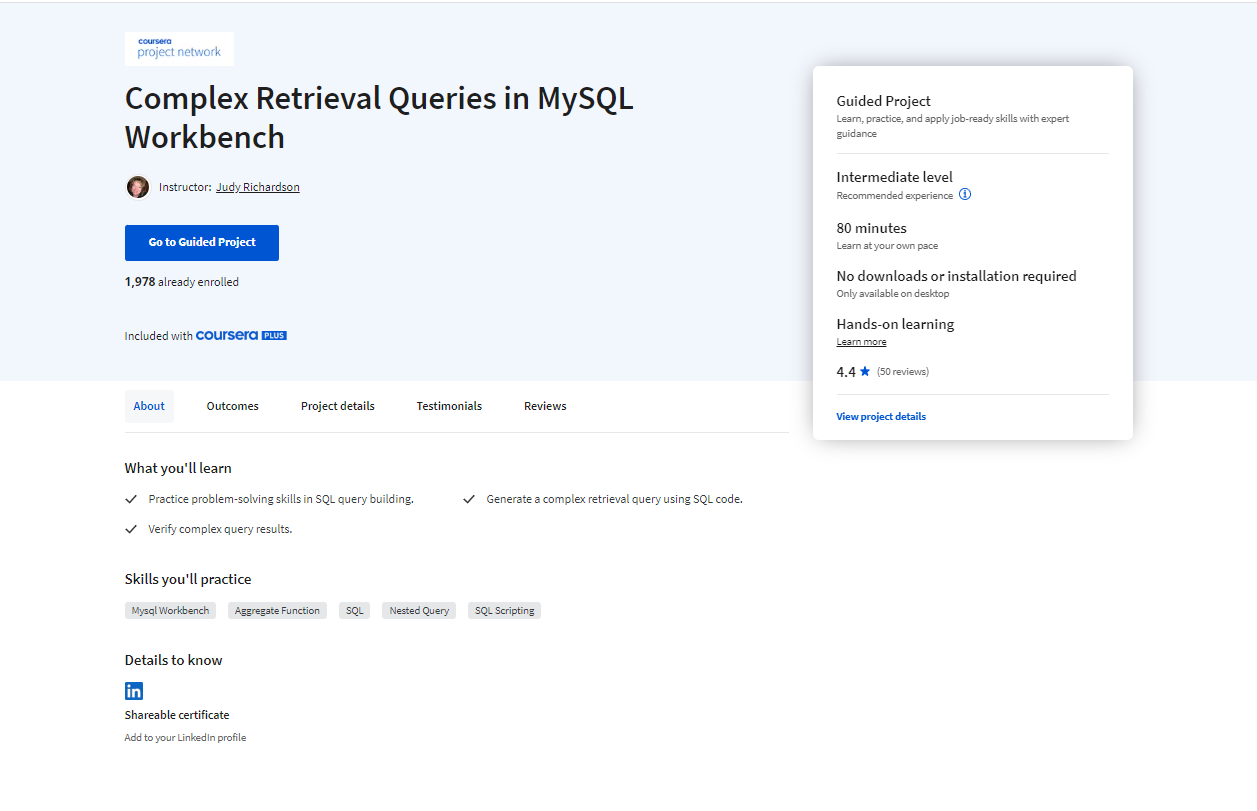 coursera
project network
Complex Retrieval Queries in MySQL
Workbench
Instructor: Judy Richardson
Go to Guided Project
1,978 already enrolled
Included with coursera PLUS
Guided Project
Learn, practice, and apply job-ready skills with expert
guidance
Intermediate level
Recommended experience
80 minutes
Learn at your own pace
No downloads or installation required
Only available on desktop
Hands-on learning
Learn more
4.4 ★ (50 reviews)
View project details
About Outcomes Project details Testimonials Reviews
What you'll learn
Practice problem-solving skills in SQL query building. Generate a complex retrieval query using SQL code.
Verify complex query results.
Skills you'll practice
Mysql Workbench Aggregate Function SQL Nested Query SQL Scripting
Details to know
in
Shareable certificate
Add to your LinkedIn profile